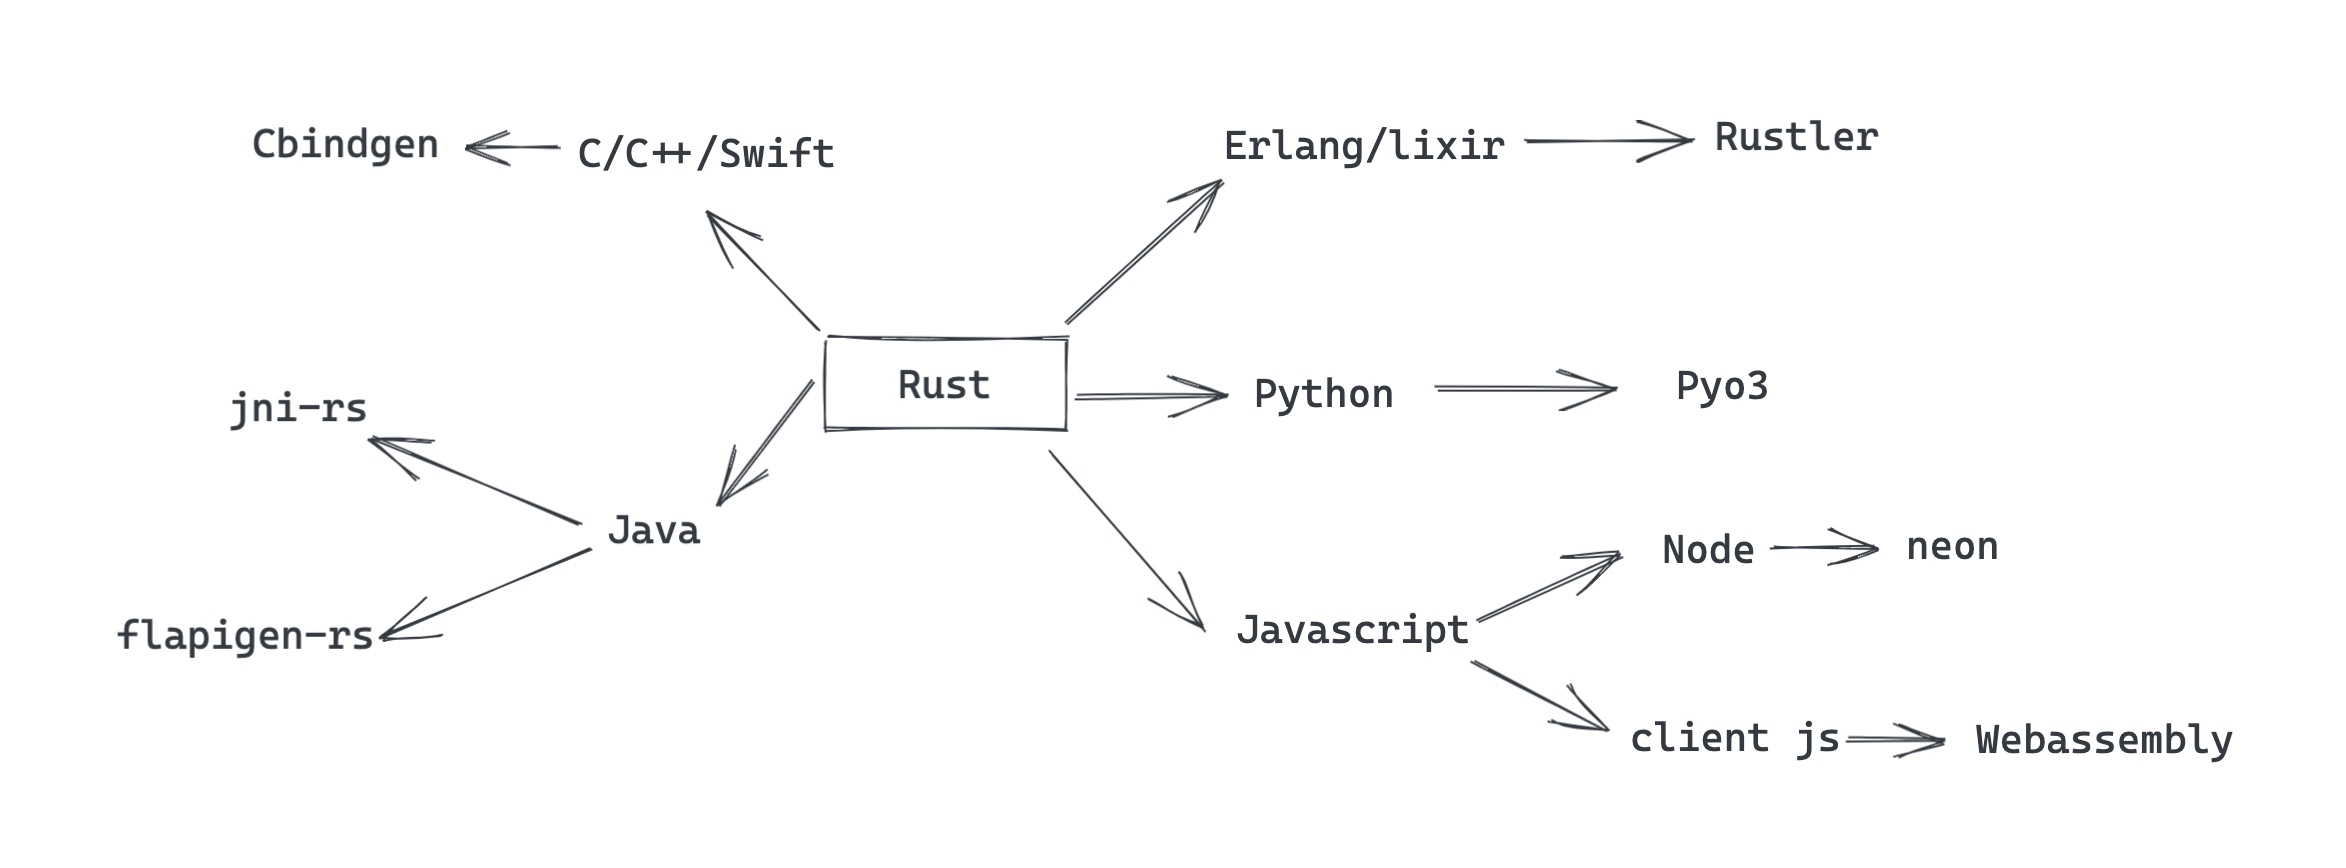 Cbindgen
C/C++/Swift
Erlang/lixir
Rustler
jni-rs
Rust
Python
Pyo3
Java
Node
neon
flapigen-rs
Javascript
client js
Webassembly